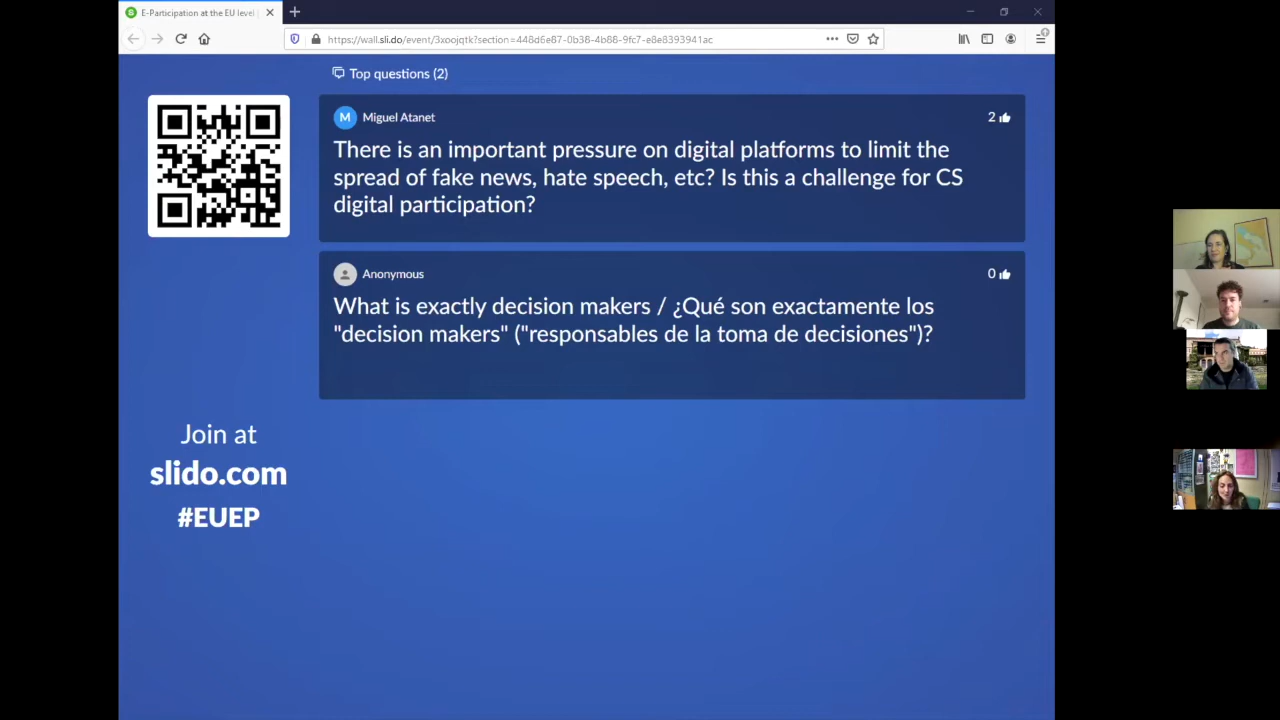 E-Participation at the EU level
https://wall.sli.do/event/3xoojqtk?section=448d6e87-0b38-4b88-9fc7-e8e8393941ac
Top questions (2)
M Miguel Atanet 2
There is an important pressure on digital platforms to limit the
spread of fake news, hate speech, etc? Is this a challenge for CS
digital participation?
Anonymous 0
What is exactly decision makers / ¿Qué son exactamente los
"decision makers" ("responsables de la toma de decisiones")?
Join at
slido.com
#EUEP